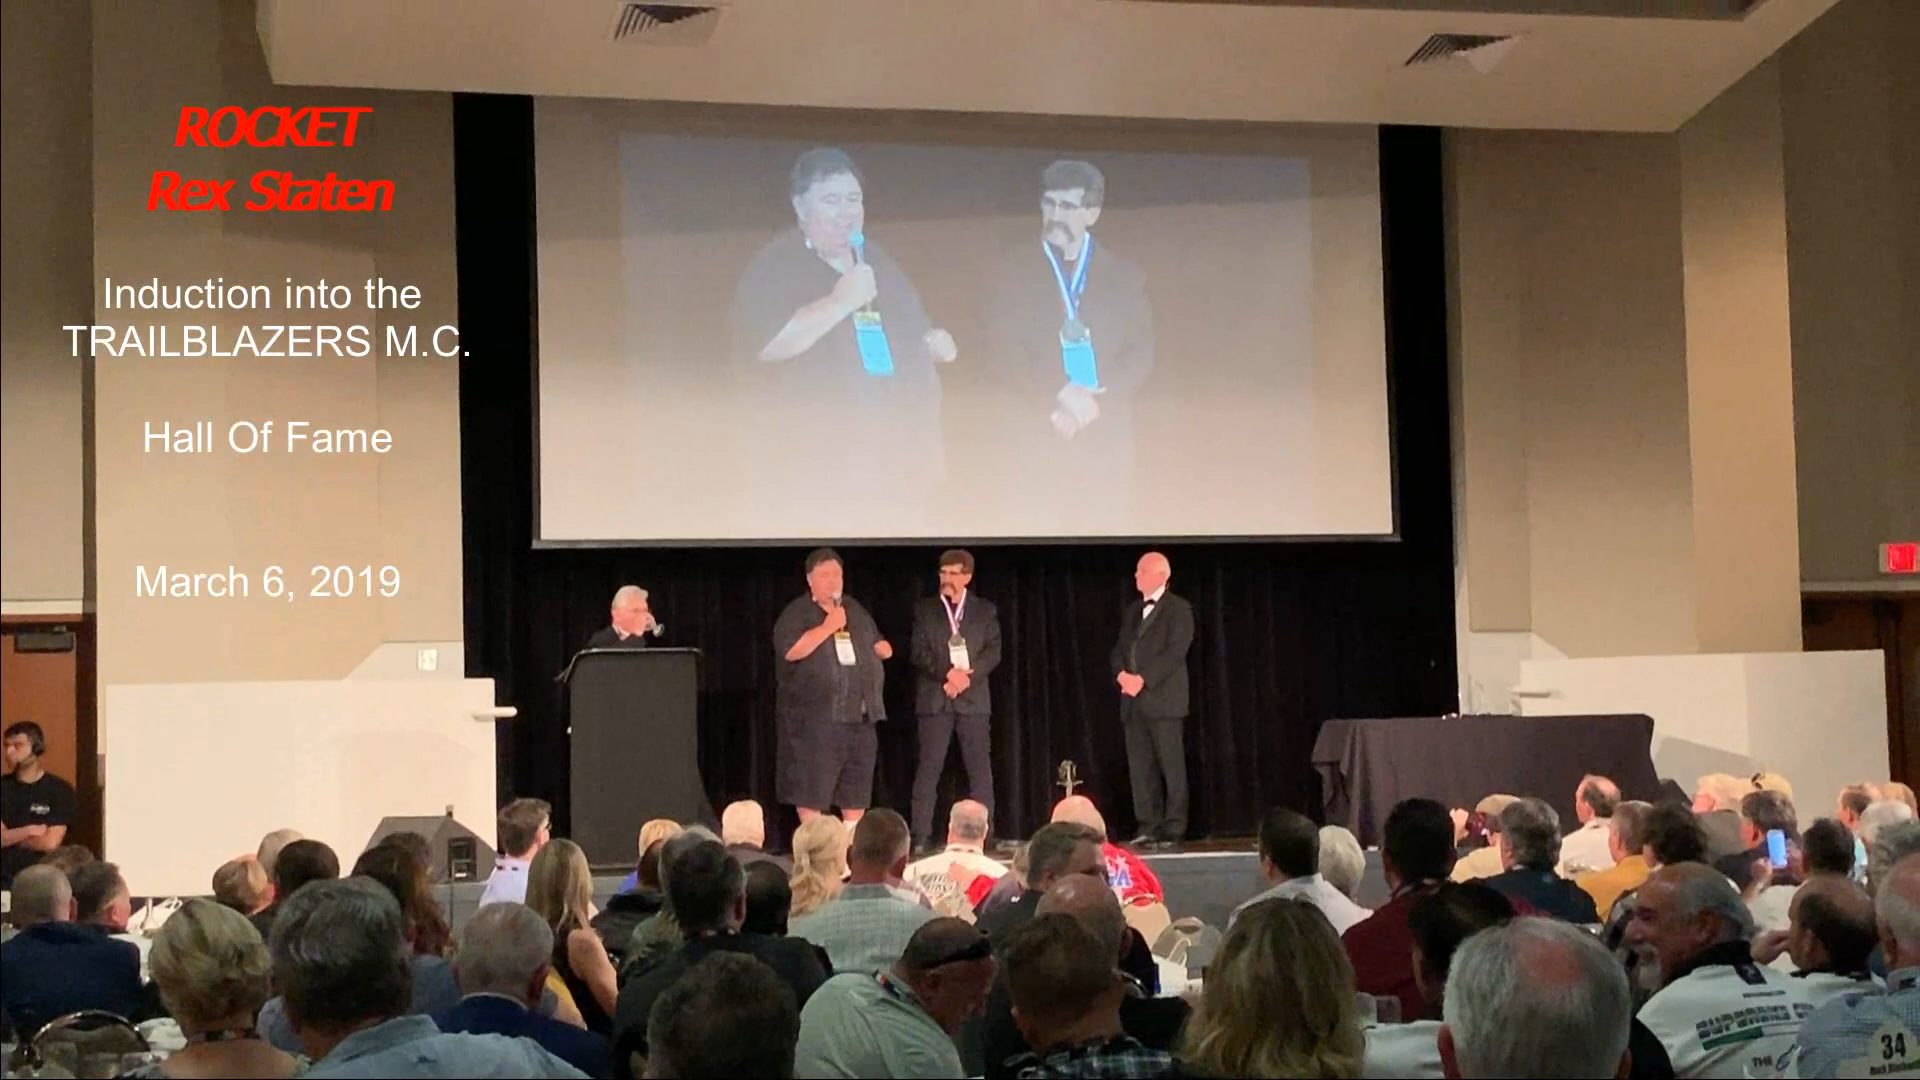 ROCKET
Rex Staten
Induction into the
TRAILBLAZERS M.C.
Hall Of Fame
March 6, 2019
34